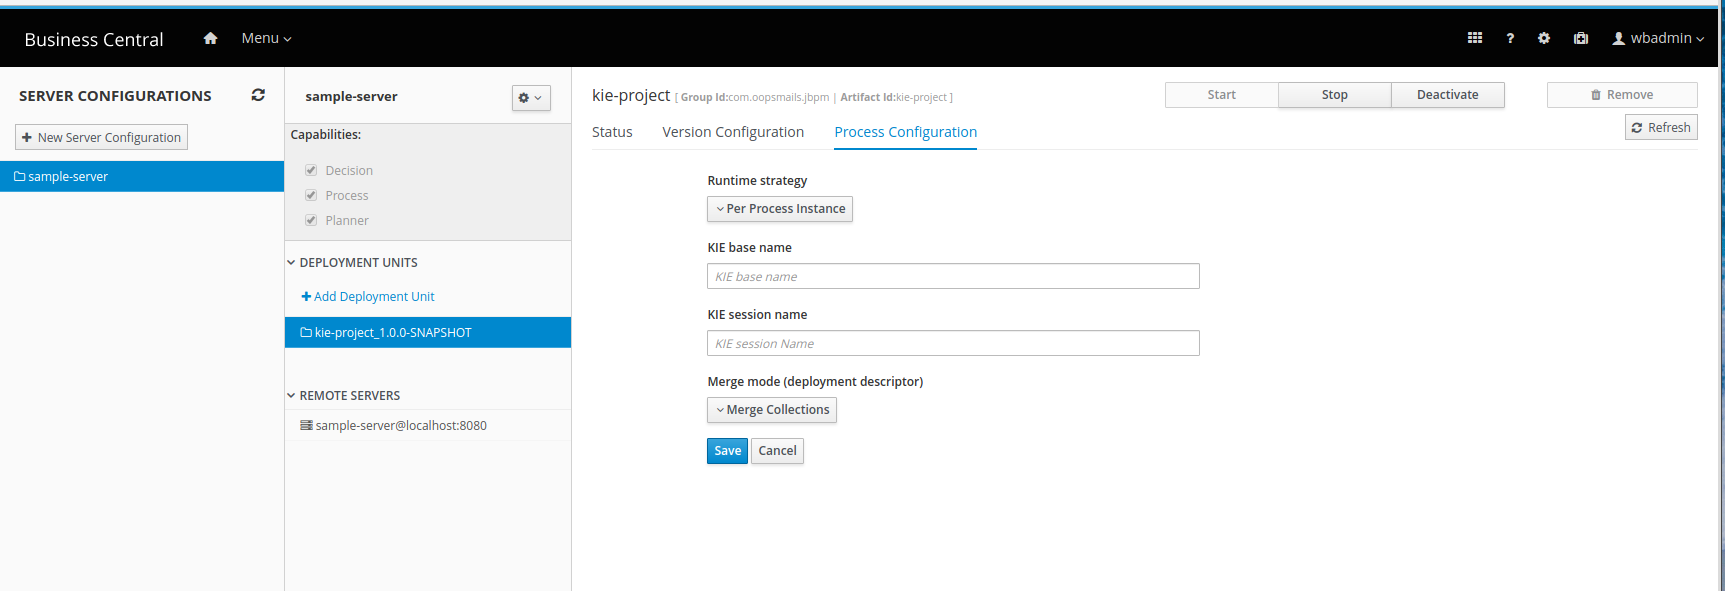 Business Central
Menu
?
wbadmin
SERVER CONFIGURATIONS
New Server Configuration
sample-server
sample-server
Capabilities:
Decision
Process
Planner
DEPLOYMENT UNITS
Add Deployment Unit
kie-project_1.0.0-SNAPSHOT
REMOTE SERVERS
sample-server@localhost:8080
kie-project [ Group Id:com.oopsmails.jbpm | Artifact Id:kie-project ]
Start Stop Deactivate Remove
Status Version Configuration Process Configuration
Refresh
Runtime strategy
Per Process Instance
KIE base name
KIE base name
KIE session name
KIE session Name
Merge mode (deployment descriptor)
Merge Collections
Save Cancel